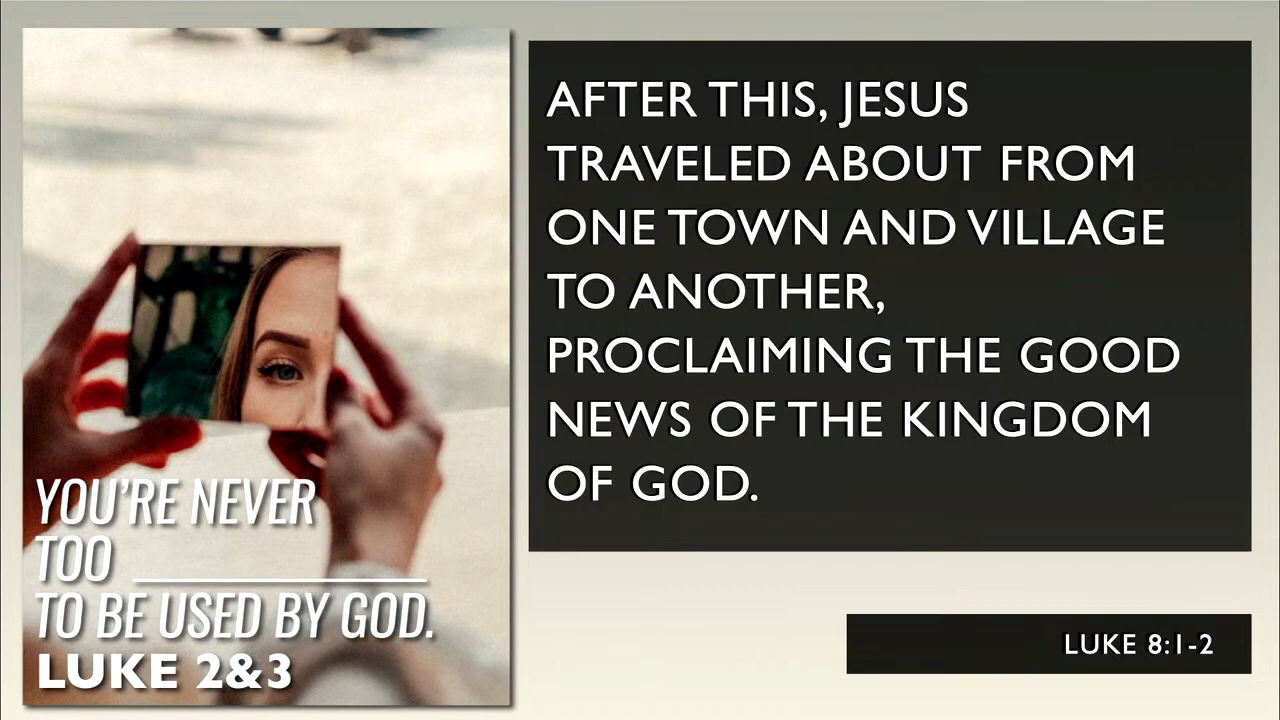 YOU'RE NEVER
TOO ____________________
TO BE USED BY GOD.
LUKE 2&3
AFTER THIS, JESUS
TRAVELED ABOUT FROM
ONE TOWN AND VILLAGE
TO ANOTHER,
PROCLAIMING THE GOOD
NEWS OF THE KINGDOM
OF GOD.
LUKE 8:1-2